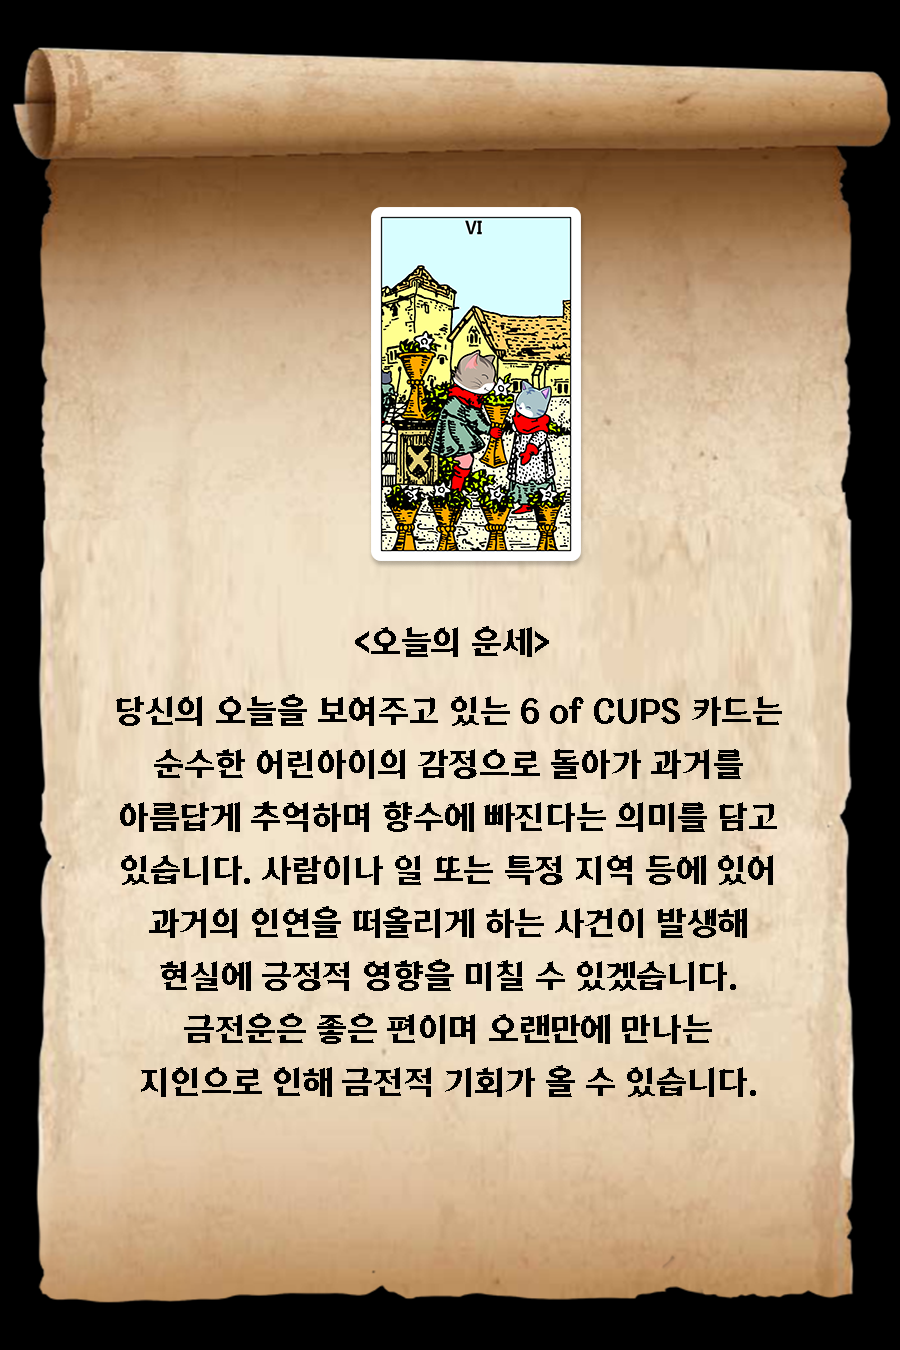 VI
<오늘의 운세>
당신의 오늘을 보여주고 있는 6 of CUPS 카드는
순수한 어린아이의 감정으로 돌아가 과거를
아름답게 추억하며 향수에 빠진다는 의미를 담고
있습니다. 사람이나 일 또는 특정 지역 등에 있어
과거의 인연을 떠올리게 하는 사건이 발생해
현실에 긍정적 영향을 미칠 수 있겠습니다.
금전운은 좋은 편이며 오랜만에 만나는
지인으로 인해 금전적 기회가 올 수 있습니다.